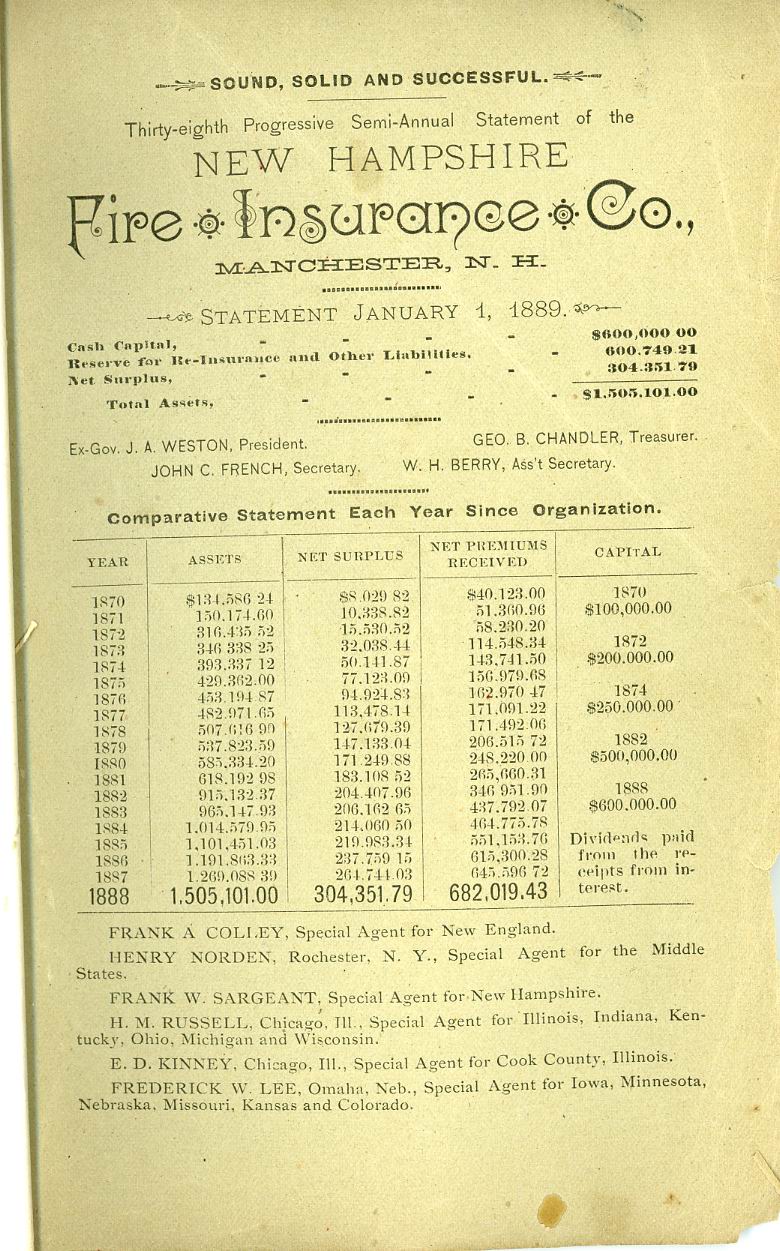 SOUND, SOLID AND SUCCESSFUL.
Thirty-eighth Progressive Semi-Annual Statement of the
NEW HAMPSHIRE
Fire Insurance Co.,
MANCHESTER, N. H.
STATEMENT JANUARY 1, 1889.
Cash Capital, - - - - - $600,000 00
Reserve for Re-Insurance and Other Liabilities, - 600,749.21
Net Surplus, - - - - 304.351.79
Total Assets, - - - - - $1,505,101.00
Ex-Gov. J. A. WESTON, President. GEO. B. CHANDLER, Treasurer.
JOHN C. FRENCH, Secretary. W. H. BERRY, Ass't Secretary.
Comparative Statement Each Year Since Organization.
YEAR ASSETS NET SURPLUS NET PREMIUMS RECEIVED CAPITAL
1870 $134,586 24 $8,029 82 $40,123.00 1870
1871 150,174.60 10,338.82 51,360.96 $100,000.00
1872 316,435 52 15,530.52 58,230.20
1873 346 338 25 32,038.44 114,548.34 1872
1874 393,337 12 50,141.87 143,741.50 $200.000.00
1875 429,362.00 77,123.09 156,979.68
1876 453,194 87 94,924.83 162,970 47 1874
1877 482,971.65 113,478.14 171,091.22 $250,000.00
1878 507,616 90 127,679.39 171,492.06
1879 537,823.59 147,133.04 206,515 72 1882
1880 585,334.20 171,249.88 248,220.00 $500,000.00
1881 618,192 98 183,108 52 265,660.31
1882 915,132.37 204,407.96 346 951.90 1888
1883 965,147.93 206,162 65 437,792.07 $600,000.00
1884 1,014,579.95 214,060 50 464,775.78
1885 1,101,451.03 219,983.34 551,153.76 Dividends paid
1886 1,191,863.33 237,759 15 615,300.28 from the re-
1887 1,269,088 39 264,744.03 645,596 72 ceipts from in-
1888 1,505,101.00 304,351.79 682,019.43 terest.
FRANK A COLLEY, Special Agent for New England.
HENRY NORDEN, Rochester, N. Y., Special Agent for the Middle
States.
FRANK W. SARGEANT, Special Agent for New Hampshire.
H. M. RUSSELL, Chicago, Ill., Special Agent for Illinois, Indiana, Ken-
tucky, Ohio, Michigan and Wisconsin.
E. D. KINNEY, Chicago, Ill., Special Agent for Cook County, Illinois.
FREDERICK W. LEE, Omaha, Neb., Special Agent for Iowa, Minnesota,
Nebraska, Missouri, Kansas and Colorado.